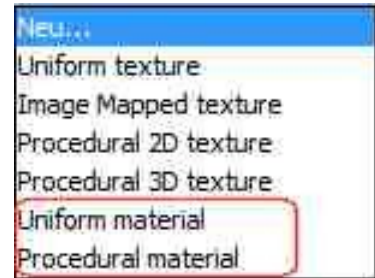 Neu...
Uniform texture
Image Mapped texture
Procedural 2D texture
Procedural 3D texture
Uniform material
Procedural material